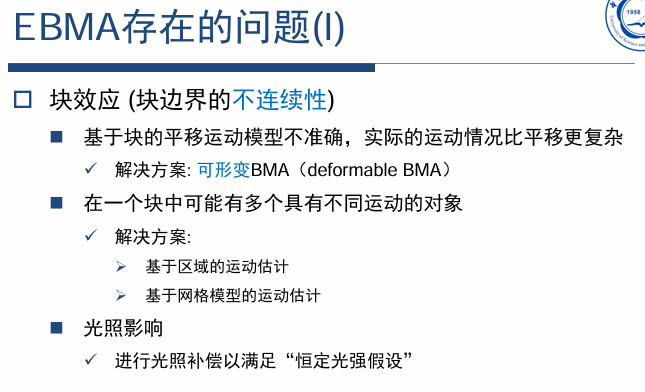 EBMA存在的问题(I)
1958
块效应 (块边界的不连续性)
基于块的平移运动模型不准确，实际的运动情况比平移更复杂
解决方案: 可形变BMA（deformable BMA）
在一个块中可能有多个具有不同运动的对象
解决方案:
基于区域的运动估计
基于网格模型的运动估计
光照影响
进行光照补偿以满足“恒定光强假设”